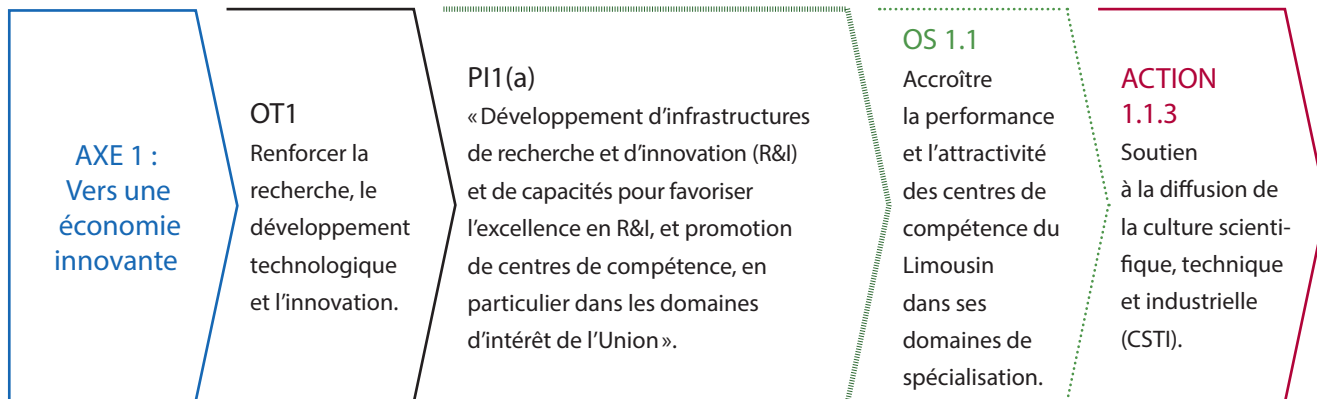 AXE 1 :
Vers une
économie
innovante
OT1
Renforcer la
recherche, le
développement
technologique
et l’innovation.
PI1(a)
« Développement d’infrastructures
de recherche et d’innovation (R&I)
et de capacités pour favoriser
l’excellence en R&I, et promotion
de centres de compétence, en
particulier dans les domaines
d’intérêt de l’Union ».
OS 1.1
Accroître
la performance
et l’attractivité
des centres de
compétence du
Limousin
dans ses
domaines de
spécialisation.
ACTION
1.1.3
Soutien
à la diffusion de
la culture scienti-
fique, technique
et industrielle
(CSTI).